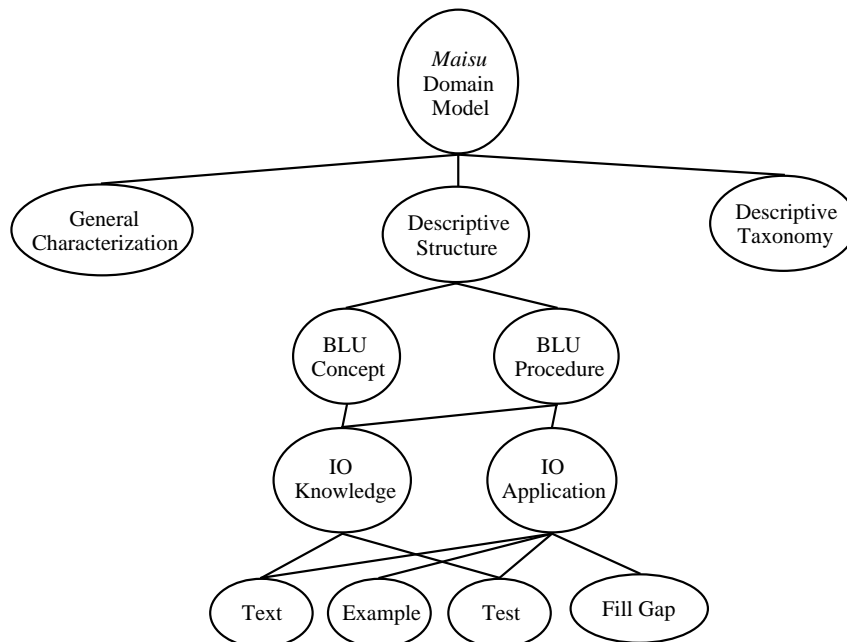 Maisu
Domain
Model
General
Characterization
Descriptive
Structure
Descriptive
Taxonomy
BLU
Concept
BLU
Procedure
IO
Knowledge
IO
Application
Text
Example
Test
Fill Gap